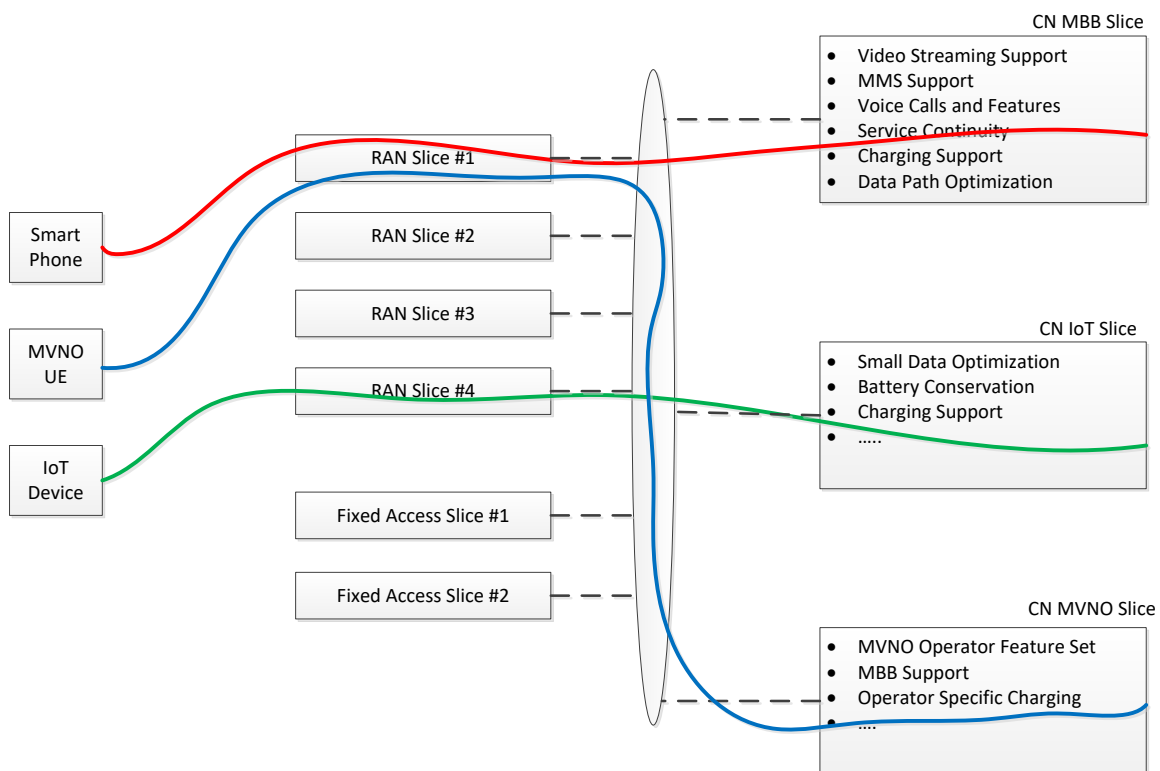 CN MBB Slice
• Video Streaming Support
• MMS Support
• Voice Calls and Features
• Service Continuity
• Charging Support
• Data Path Optimization
RAN Slice #1
RAN Slice #2
RAN Slice #3
RAN Slice #4
Fixed Access Slice #1
Fixed Access Slice #2
Smart
Phone
MVNO
UE
IoT
Device
CN IoT Slice
• Small Data Optimization
• Battery Conservation
• Charging Support
• .....
CN MVNO Slice
• MVNO Operator Feature Set
• MBB Support
• Operator Specific Charging
• ....